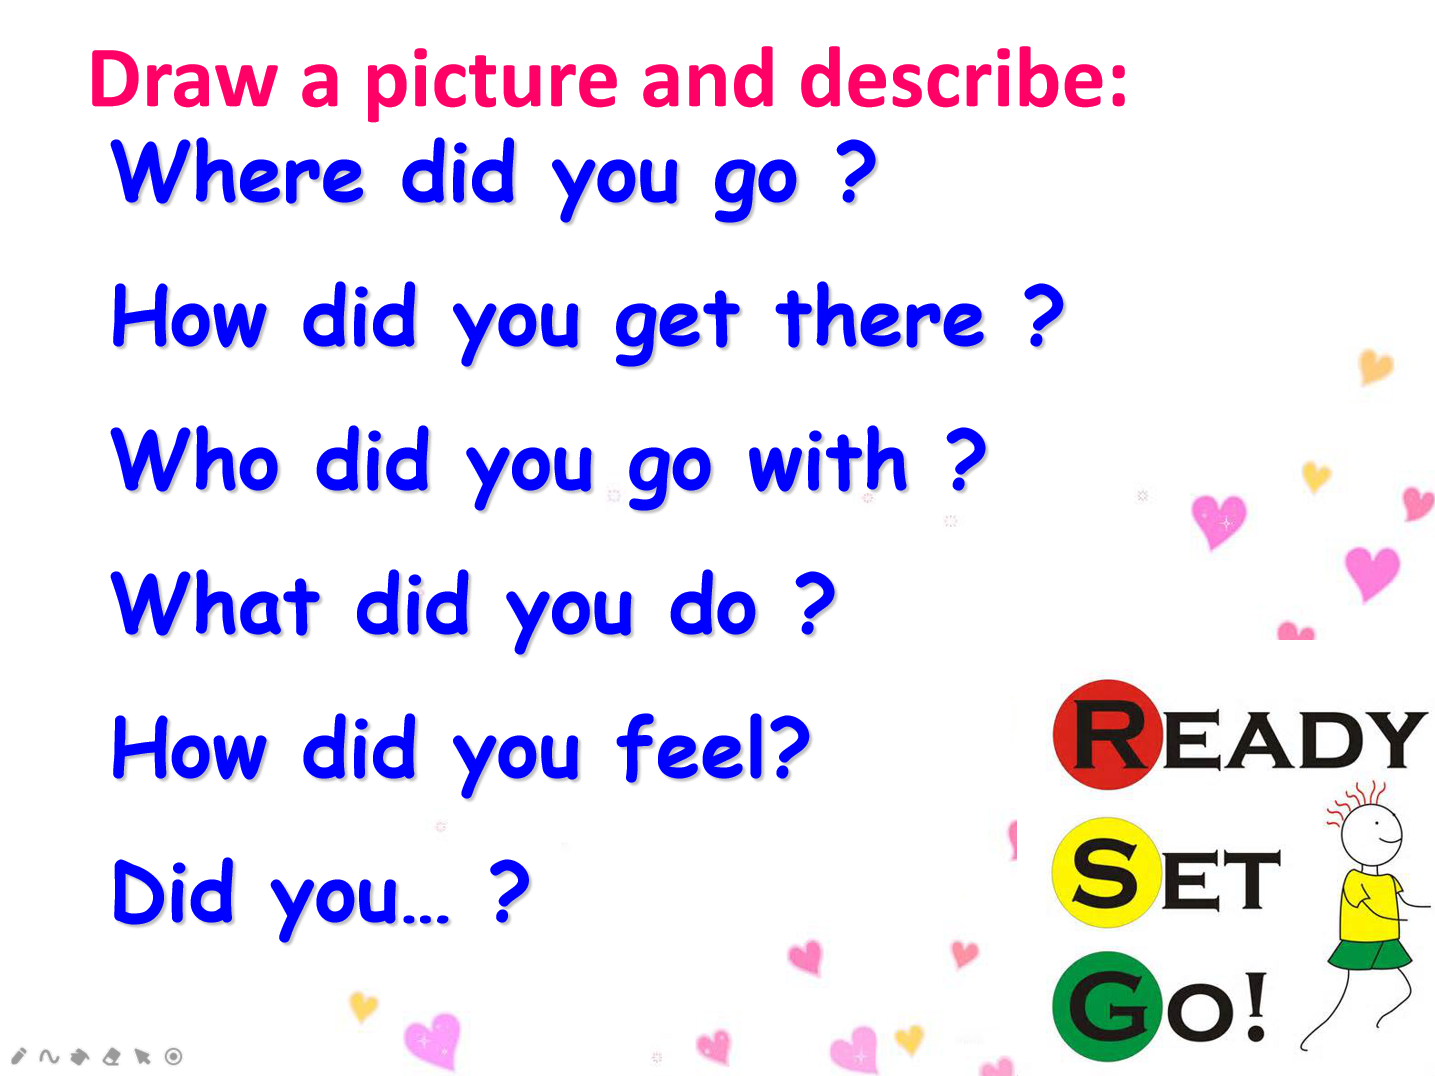 Draw a picture and describe:
Where did you go ?
How did you get there ?
Who did you go with ?
What did you do ?
How did you feel?
Did you... ?
READY
SET
GO!